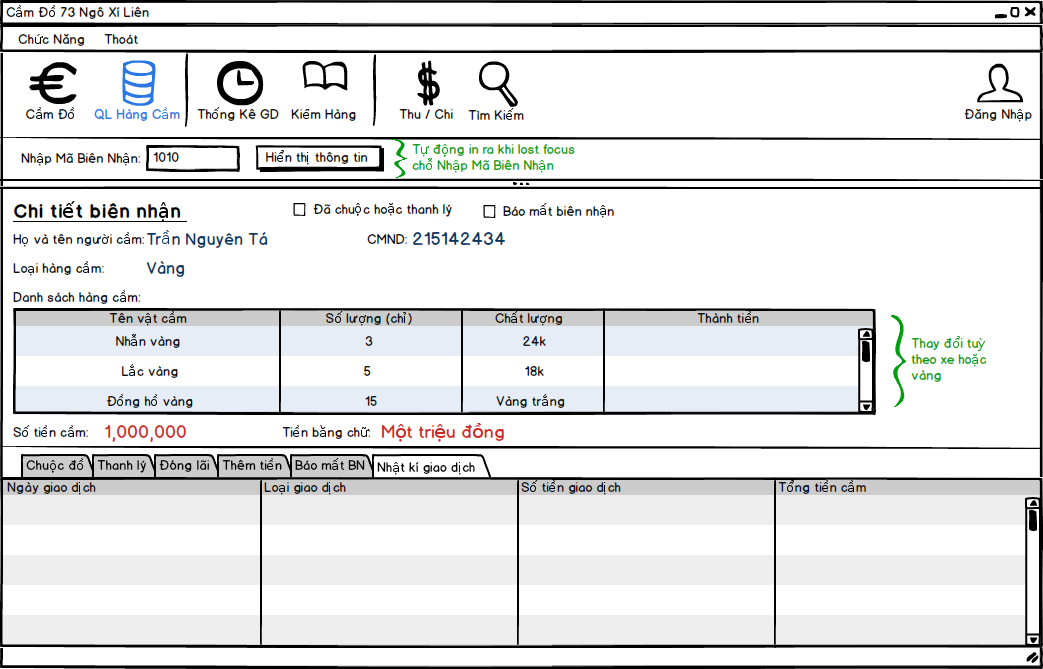 Cầm Đồ 73 Ngô Xí Liên
Chức Năng Thoát
Cầm Đồ QL Hàng Cầm Thống Kê GD Kiểm Hàng Thu / Chi Tìm Kiếm Đăng Nhập
Nhập Mã Biên Nhận: 1010 Hiển thị thông tin
Tự động in ra khi lost focus
chỗ Nhập Mã Biên Nhận
Chi tiết biên nhận Đã chuộc hoặc thanh lý Báo mất biên nhận
Họ và tên người cầm: Trần Nguyên Tá CMND: 215142434
Loại hàng cầm: Vàng
Danh sách hàng cầm:
Tên vật cầm Số lượng (chỉ) Chất lượng Thành tiền
Nhẫn vàng 3 24k
Lắc vàng 5 18k
Đồng hồ vàng 15 Vàng trắng
Thay đổi tuỳ
theo xe hoặc
vàng
Số tiền cầm: 1,000,000 Tiền bằng chữ: Một triệu đồng
Chuộc đồ Thanh lý Đóng lãi Thêm tiền Báo mất BN Nhật kí giao dịch
Ngày giao dịch Loại giao dịch Số tiền giao dịch Tổng tiền cầm